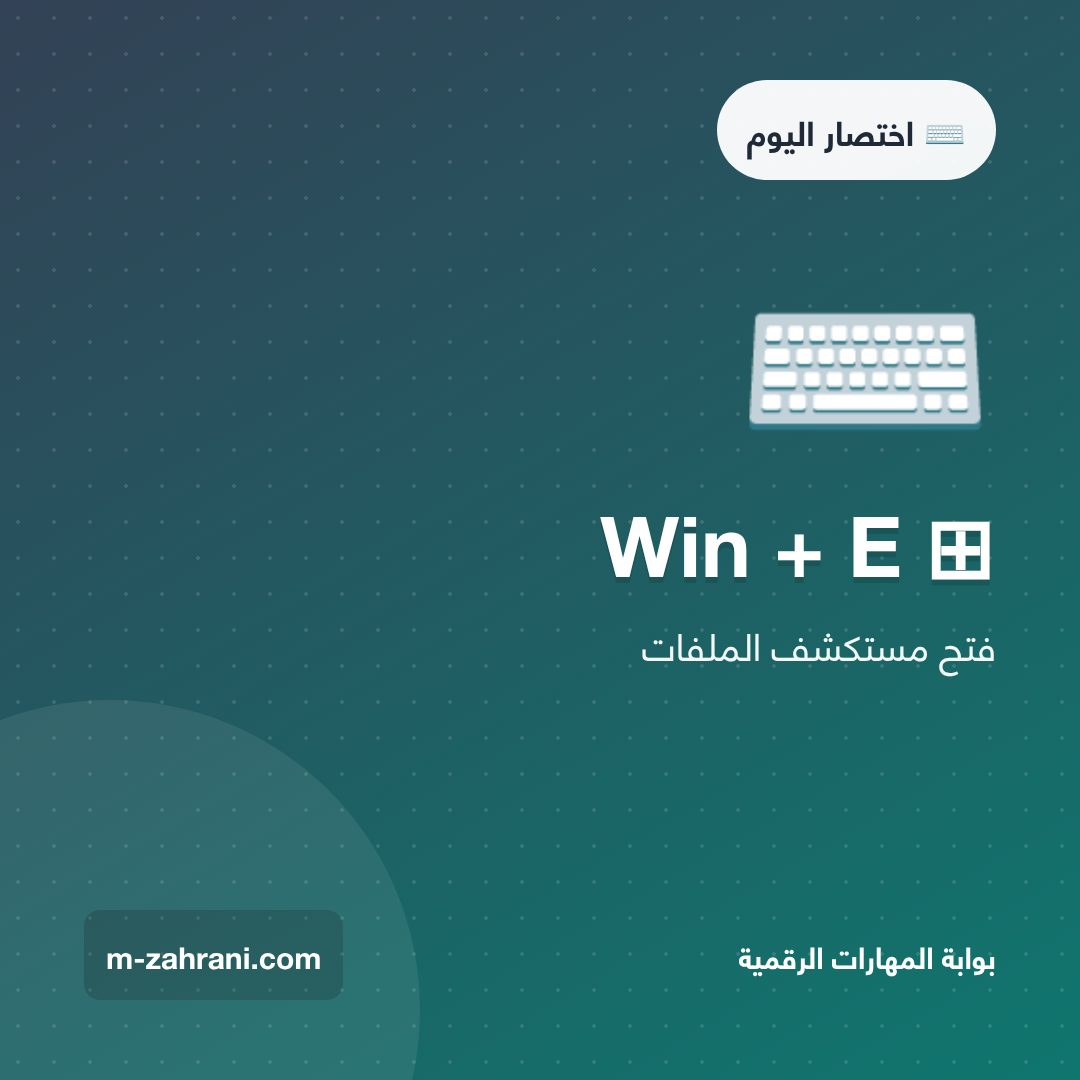 ⌨️ اختصار اليوم
⊞ Win + E
فتح مستكشف الملفات
بوابة المهارات الرقمية
m-zahrani.com